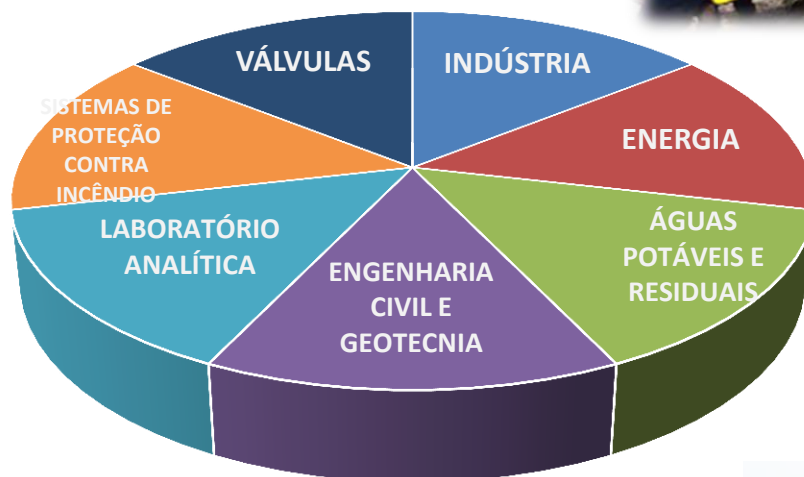 VÁLVULAS
INDÚSTRIA
ENERGIA
ÁGUAS
POTÁVEIS E
RESIDUAIS
ENGENHARIA
CIVIL E
GEOTECNIA
LABORATÓRIO
ANALÍTICA
SISTEMAS DE
PROTEÇÃO
CONTRA
INCÊNDIO